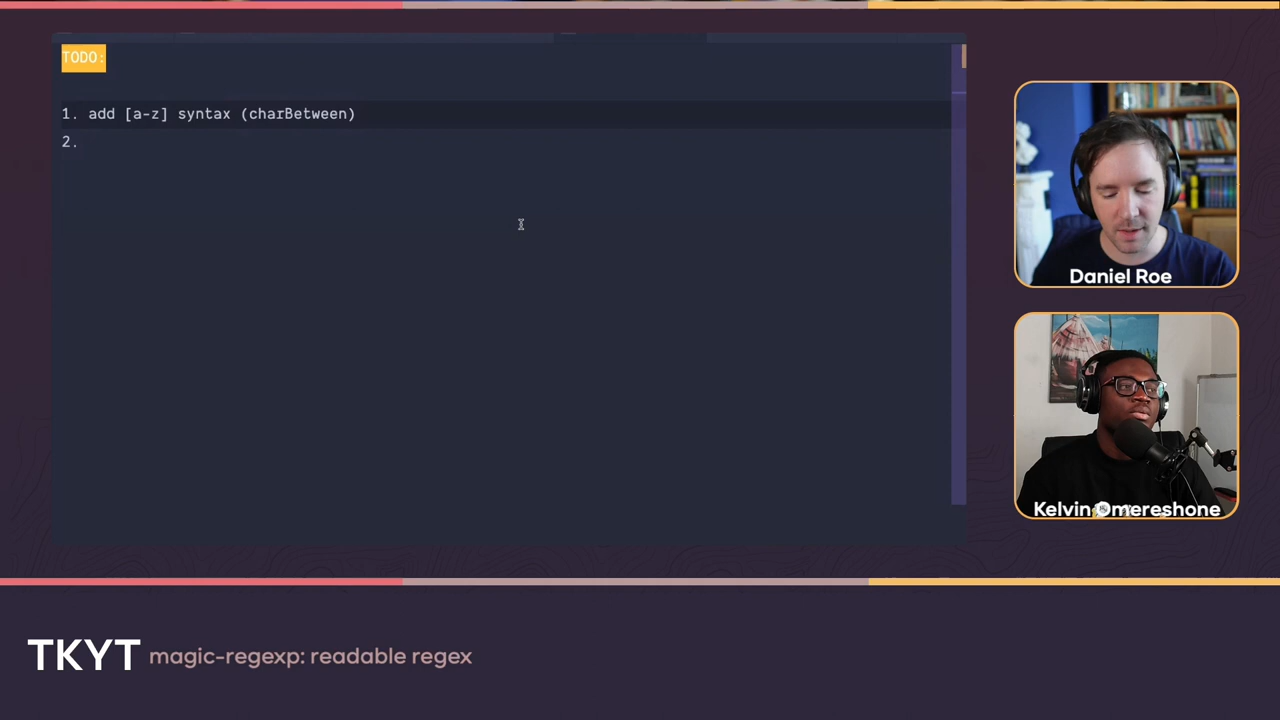 TODO:
1. add [a-z] syntax (charBetween)
2.
Daniel Roe
Kelvin Omereshone
TKYT magic-regexp: readable regex